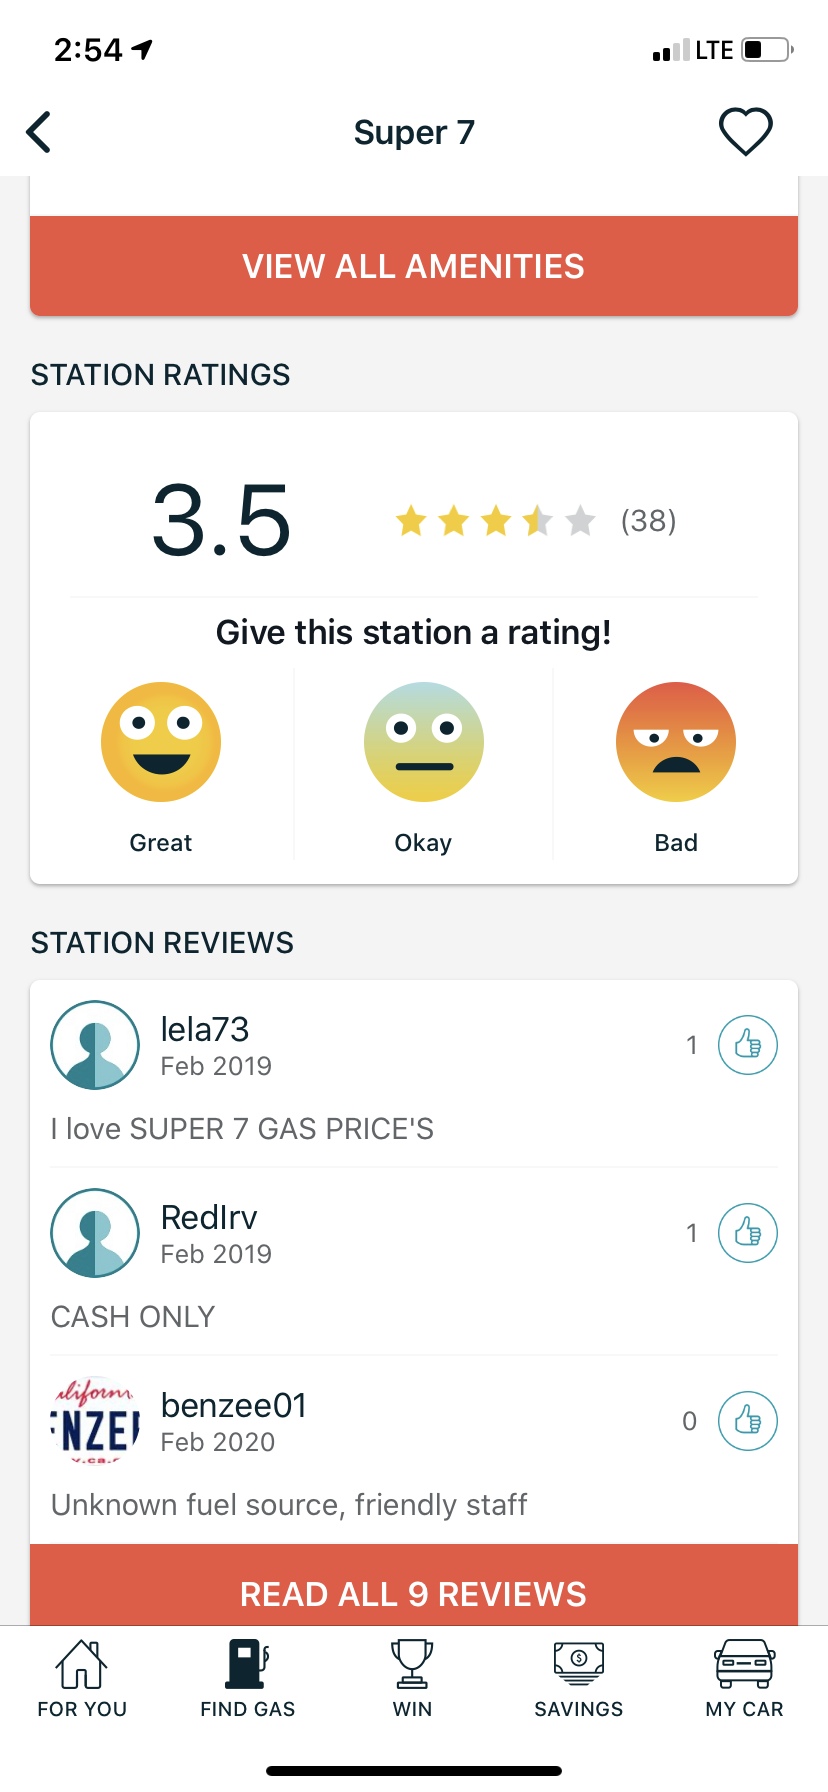 2:54
LTE
Super 7
VIEW ALL AMENITIES
STATION RATINGS
3.5
(38)
Give this station a rating!
Great
Okay
Bad
STATION REVIEWS
lela73
Feb 2019
1
I love SUPER 7 GAS PRICE'S
RedIrv
Feb 2019
1
CASH ONLY
benzee01
Feb 2020
0
Unknown fuel source, friendly staff
READ ALL 9 REVIEWS
FOR YOU
FIND GAS
WIN
SAVINGS
MY CAR